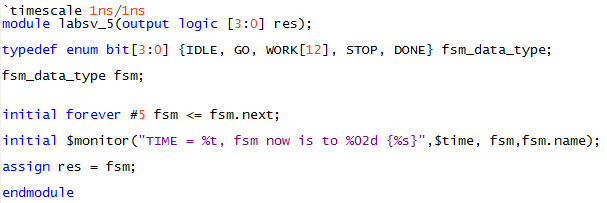 `timescale 1ns/1ns
module labsv_5(output logic [3:0] res);
typedef enum bit[3:0] {IDLE, GO, WORK[12], STOP, DONE} fsm_data_type;
fsm_data_type fsm;
initial forever #5 fsm <= fsm.next;
initial $monitor("TIME = %t, fsm now is to %02d {%s}",$time, fsm,fsm.name);
assign res = fsm;
endmodule